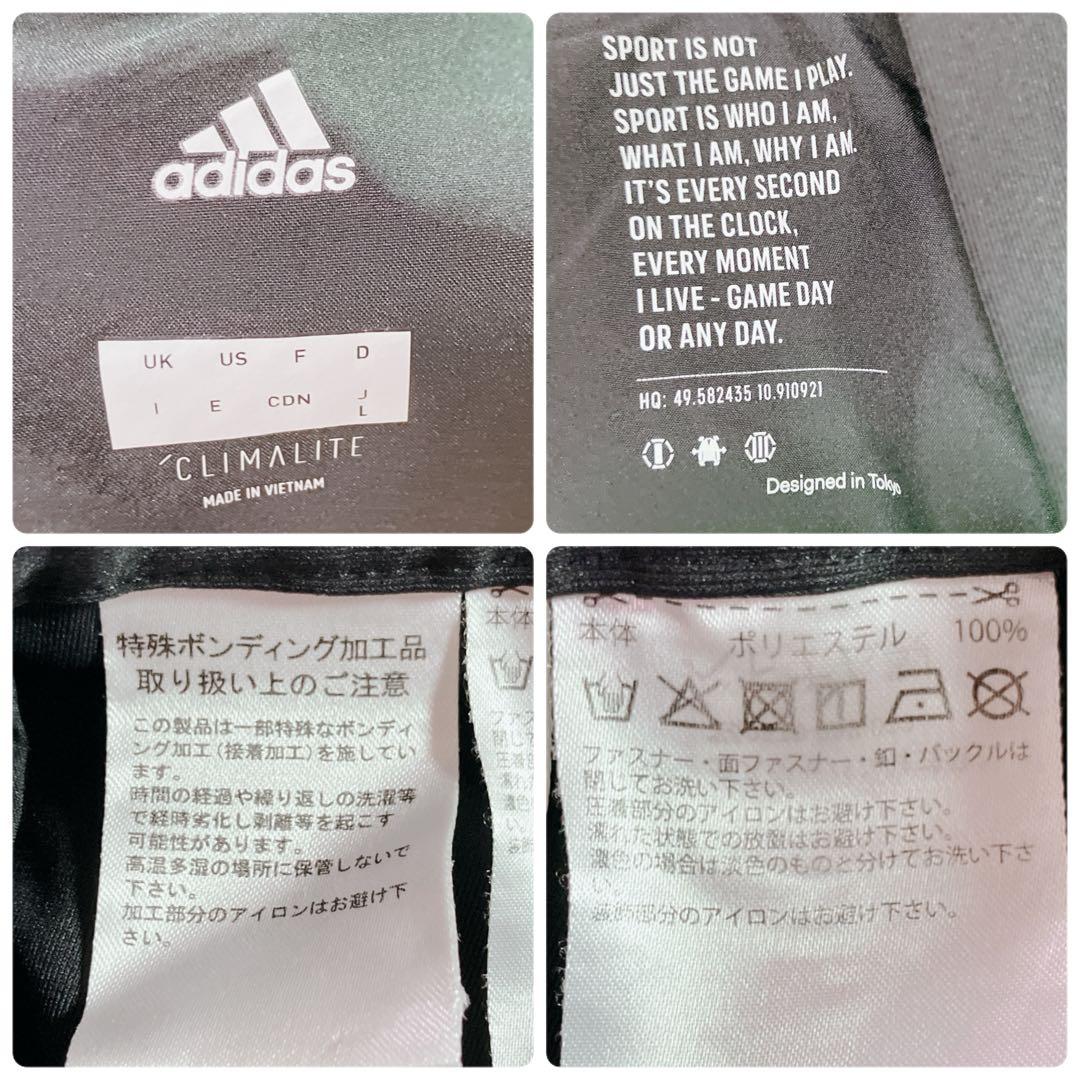 adidas
UK US F D
I E CDN J
L
CLIMALITE
MADE IN VIETNAM
SPORT IS NOT
JUST THE GAME I PLAY.
SPORT IS WHO I AM,
WHAT I AM, WHY I AM.
IT'S EVERY SECOND
ON THE CLOCK,
EVERY MOMENT
I LIVE - GAME DAY
OR ANY DAY.
HQ: 49.582435 10.910921
Designed in Tokyo
特殊ボンディング加工品
取り扱い上のご注意
この製品は一部特殊なボンディ
ング加工(接着加工)を施してい
ます。
時間の経過や繰り返しの洗濯等
で経時劣化し剥離等を起こす
可能性があります。
高温多湿の場所に保管しないで
下さい。
加工部分のアイロンはお避け下
さい。
本体
本体 ポリエステル 100%
ファスナー・面ファスナー・釦・バックルは
閉じてお洗い下さい。
圧着部分のアイロンはお避け下さい。
濡れた状態での放置はお避け下さい。
濃色の場合は淡色のものと分けてお洗い下さ
い。
装飾部分のアイロンはお避け下さい。